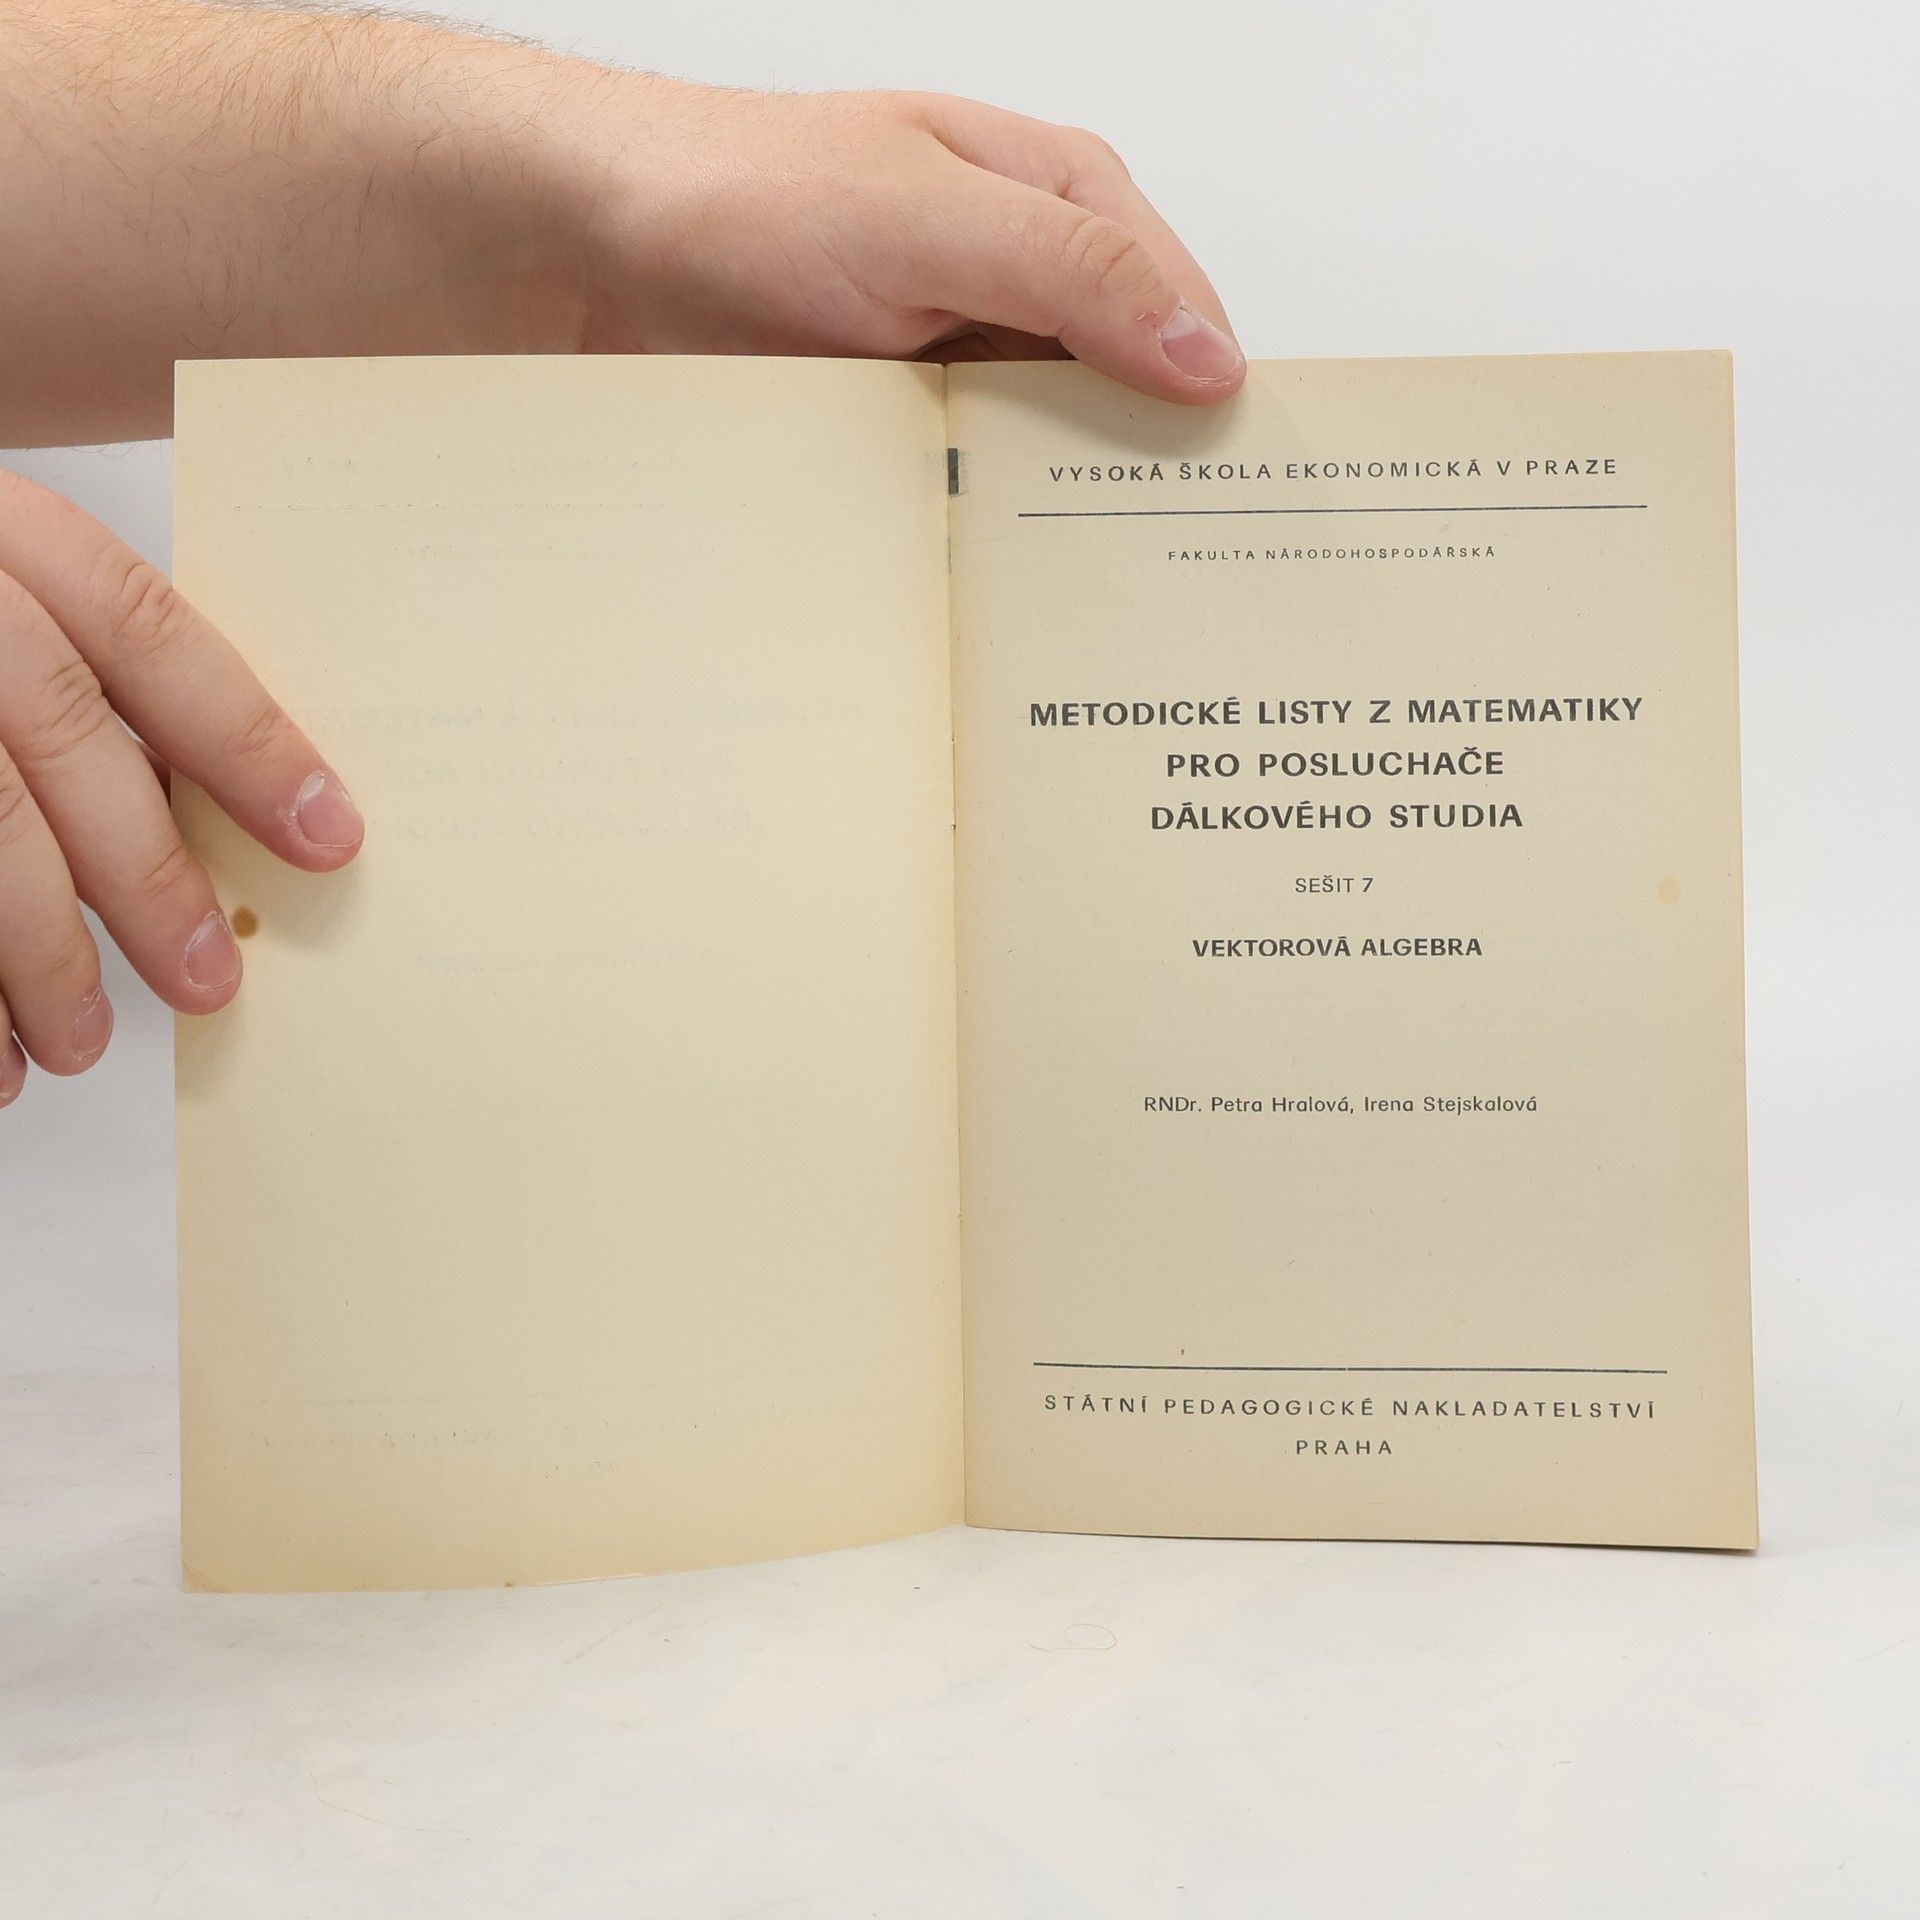 VYSOKÁ ŠKOLA EKONOMICKÁ V PRAZE
FAKULTA NÁRODOHOSPODÁŘSKÁ
METODICKÉ LISTY Z MATEMATIKY
PRO POSLUCHAČE
DÁLKOVÉHO STUDIA
SEŠIT 7
VEKTOROVÁ ALGEBRA
RNDr. Petra Hralová, Irena Stejskalová
STÁTNÍ PEDAGOGICKÉ NAKLADATELSTVÍ
PRAHA